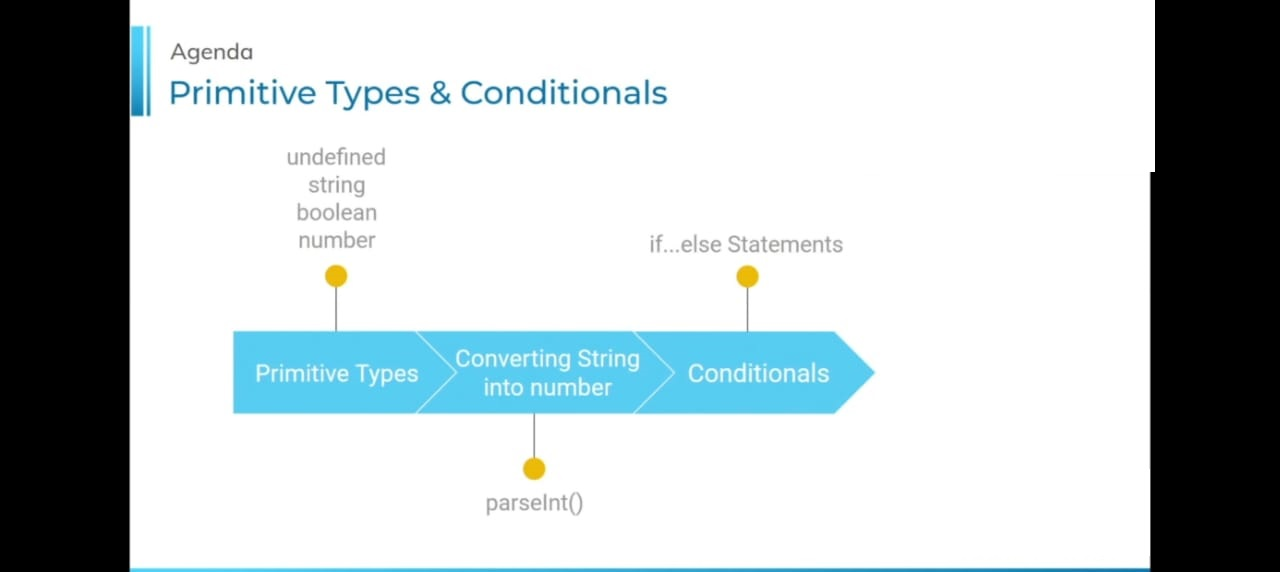 Agenda
Primitive Types & Conditionals
undefined
string
boolean
number
if...else Statements
Primitive Types
Converting String
into number
Conditionals
parseInt()